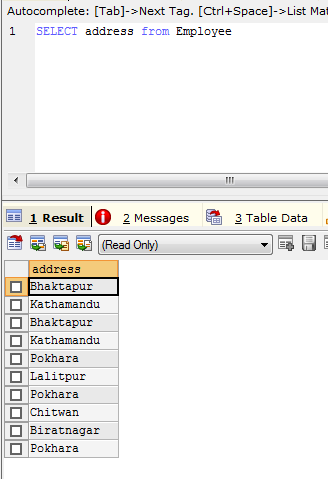 Autocomplete: [Tab]->Next Tag. [Ctrl+Space]->List Mat
1 SELECT address from Employee
1 Result 2 Messages 3 Table Data
(Read Only)
address
Bhaktapur
Kathamandu
Bhaktapur
Kathamandu
Pokhara
Lalitpur
Pokhara
Chitwan
Biratnagar
Pokhara